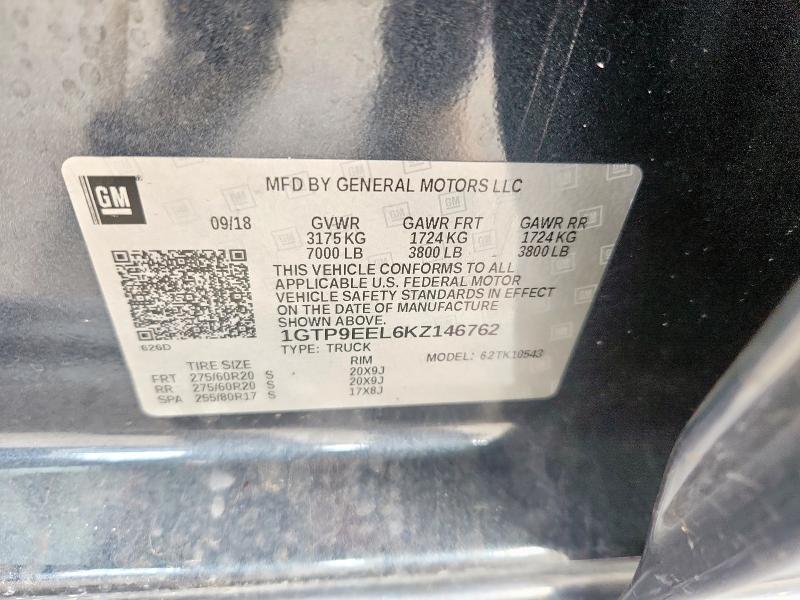 GM
MFD BY GENERAL MOTORS LLC
09/18 GVWR GAWR FRT GAWR RR
3175 KG 1724 KG 1724 KG
7000 LB 3800 LB 3800 LB
THIS VEHICLE CONFORMS TO ALL
APPLICABLE U.S. FEDERAL MOTOR
VEHICLE SAFETY STANDARDS IN EFFECT
ON THE DATE OF MANUFACTURE
SHOWN ABOVE.
1GTP9EEL6KZ146762
626D
TYPE: TRUCK MODEL: 62TK10543
TIRE SIZE RIM
FRT 275/60R20 S 20X9J
RR 275/60R20 S 20X9J
SPA 255/80R17 S 17X8J